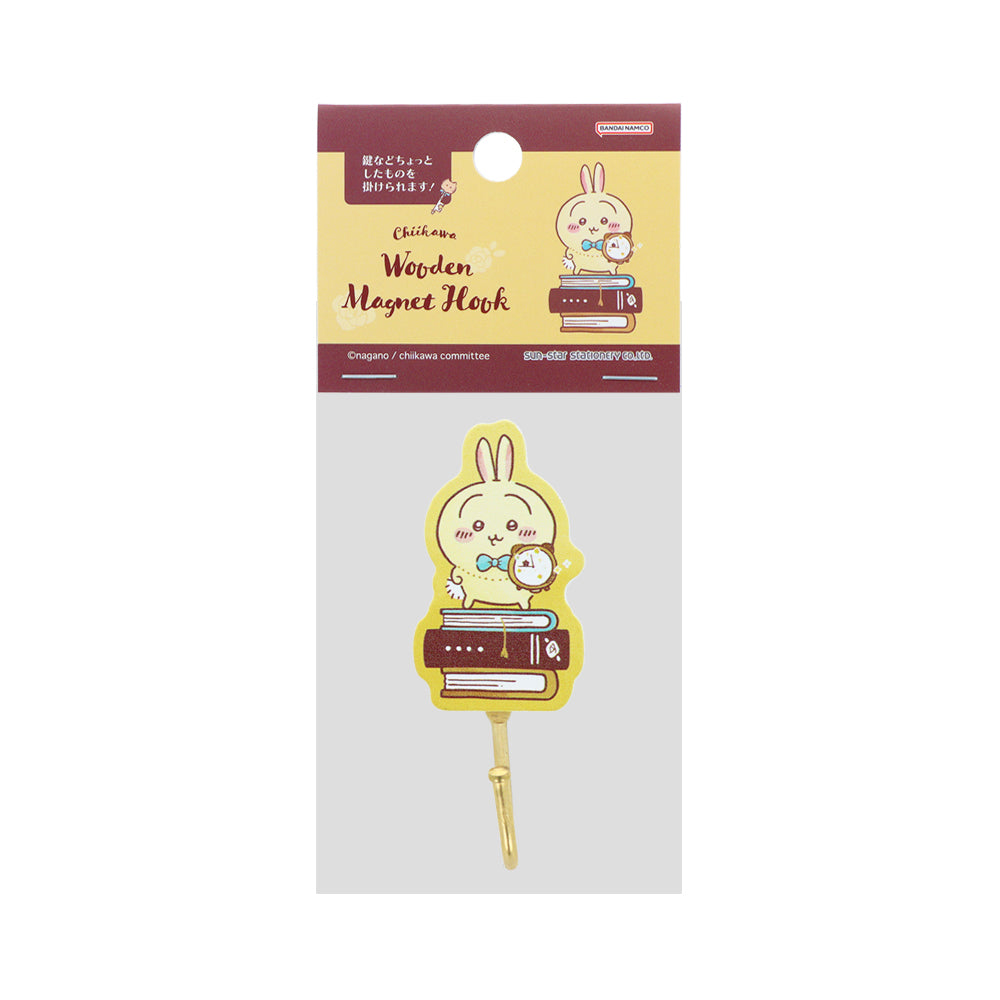 BANDAI NAMCO
鍵などちょっと
したものを
掛けられます!
Chiikawa
Wooden
Magnet Hook
©nagano / chiikawa committee
sun-star stationery co.,ltd.